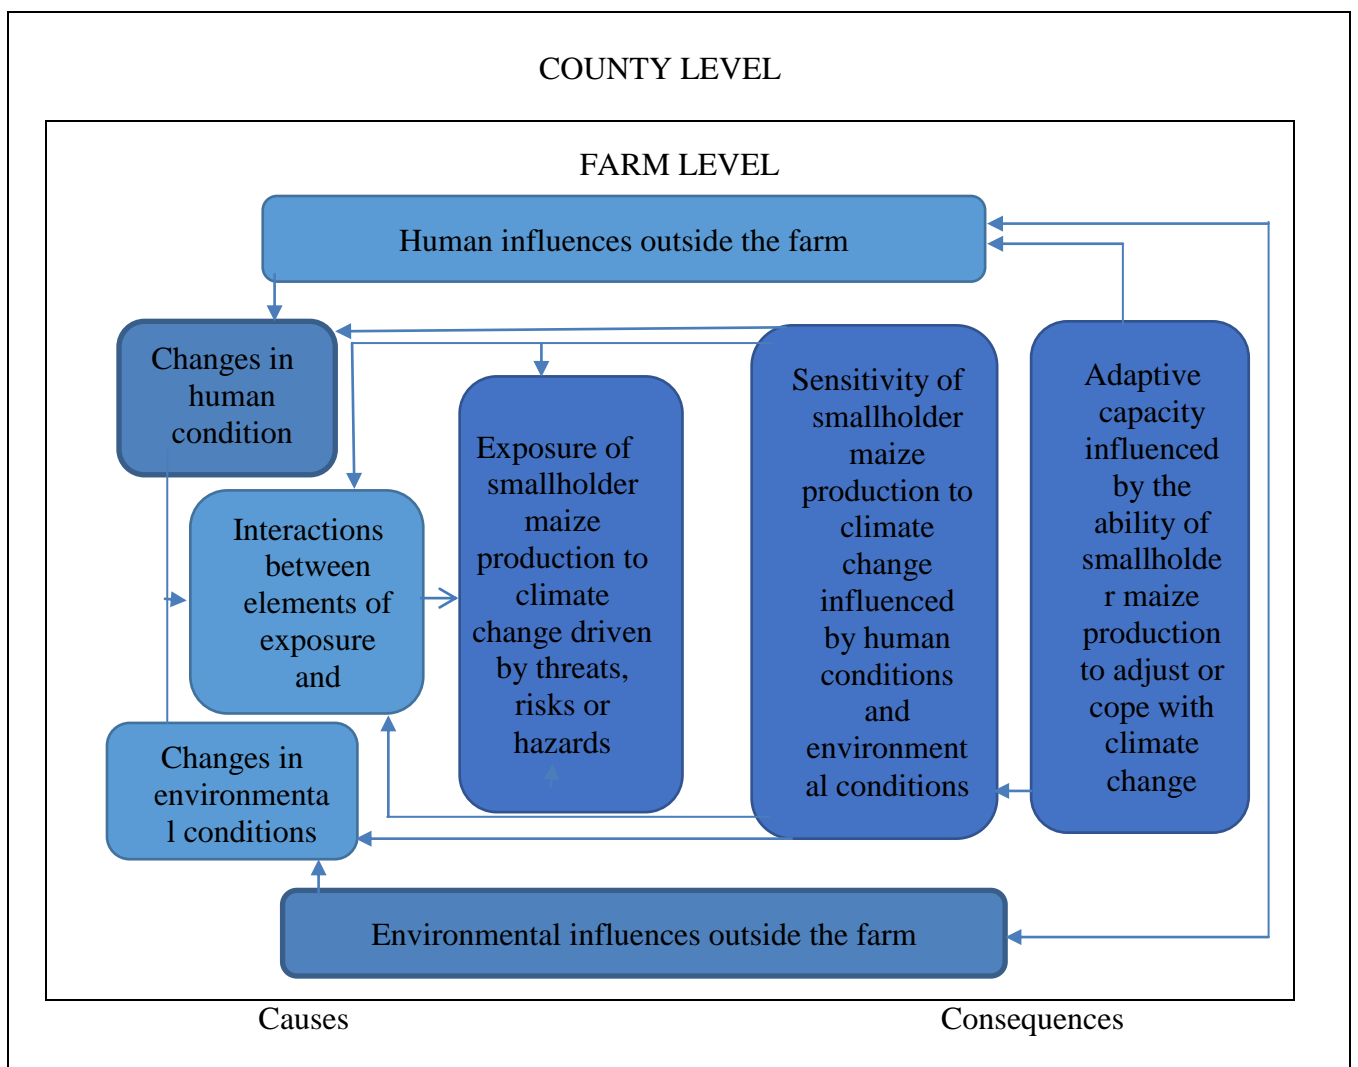 COUNTY LEVEL
FARM LEVEL
Human influences outside the farm
Changes in
human
condition
Interactions
between
elements of
exposure and
Changes in
environmenta
l conditions
Exposure of
smallholder
maize
production to
climate
change driven
by threats,
risks or
hazards
Sensitivity of
smallholder
maize
production to
climate
change
influenced
by human
conditions
and
environment
al conditions
Adaptive
capacity
influenced
by the
ability of
smallholde
r maize
production
to adjust or
cope with
climate
change
Environmental influences outside the farm
Causes
Consequences